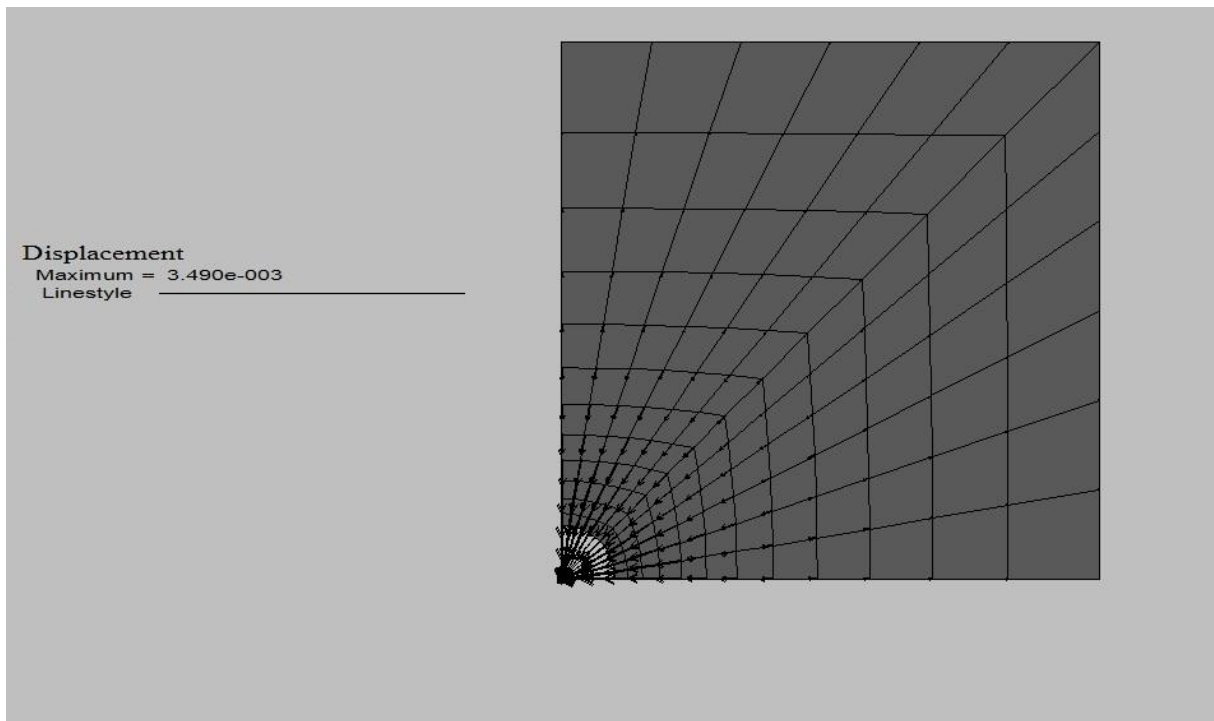 Displacement
Maximum = 3.490e-003
Linestyle